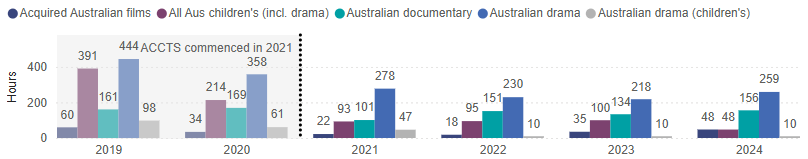 Acquired Australian films All Aus children's (incl. drama) Australian documentary Australian drama Australian drama (children's)
ACCTS commenced in 2021
Hours
400
200
0
60 391 161 444 98
34 214 169 358 61
22 93 101 278 47
18 95 151 230 10
35 100 134 218 10
48 48 156 259 10
2019 2020 2021 2022 2023 2024